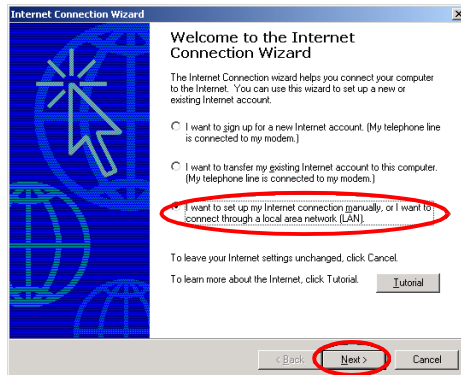 Internet Connection Wizard
Welcome to the Internet
Connection Wizard
The Internet Connection wizard helps you connect your computer
to the Internet. You can use this wizard to set up a new or
existing Internet account.
I want to sign up for a new Internet account. (My telephone line
is connected to my modem.)
I want to transfer my existing Internet account to this computer.
(My telephone line is connected to my modem.)
I want to set up my Internet connection manually, or I want to
connect through a local area network (LAN).
To leave your Internet settings unchanged, click Cancel.
To learn more about the Internet, click Tutorial.
Tutorial
< Back
Next >
Cancel